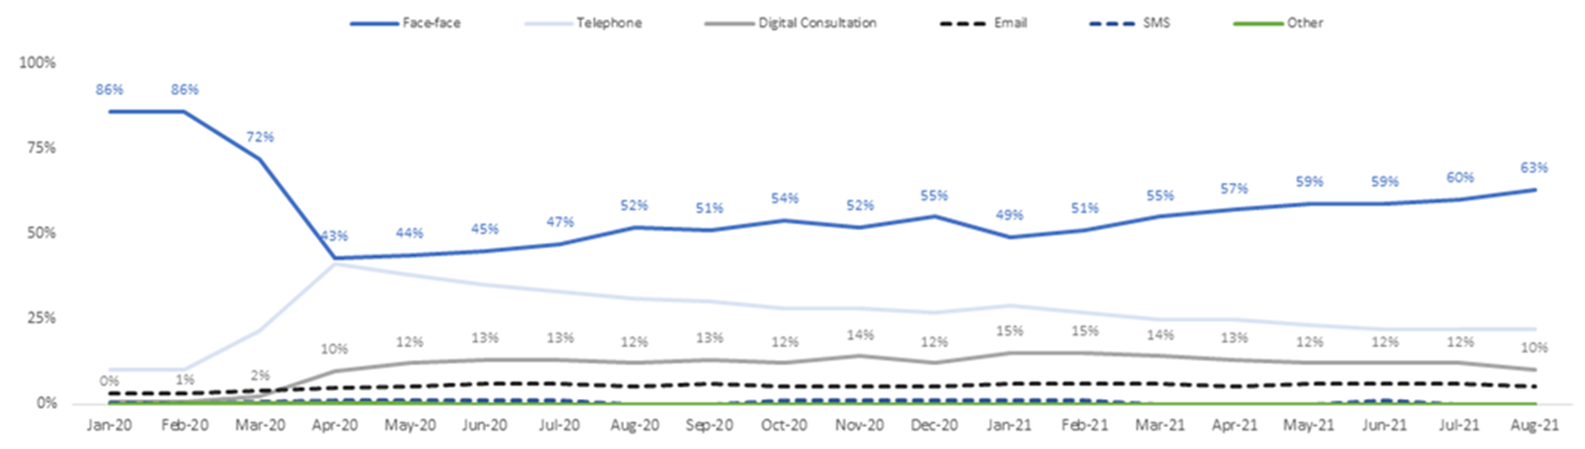 Face-face Telephone Digital Consultation Email SMS Other
100%
86% 86%
72%
75%
43% 44% 45% 47% 52% 51% 54% 52% 55% 49% 51% 55% 57% 59% 59% 60% 63%
50%
25%
0% 1% 2% 10% 12% 13% 13% 12% 13% 12% 14% 12% 15% 15% 14% 13% 12% 12% 12% 10%
0%
Jan-20 Feb-20 Mar-20 Apr-20 May-20 Jun-20 Jul-20 Aug-20 Sep-20 Oct-20 Nov-20 Dec-20 Jan-21 Feb-21 Mar-21 Apr-21 May-21 Jun-21 Jul-21 Aug-21